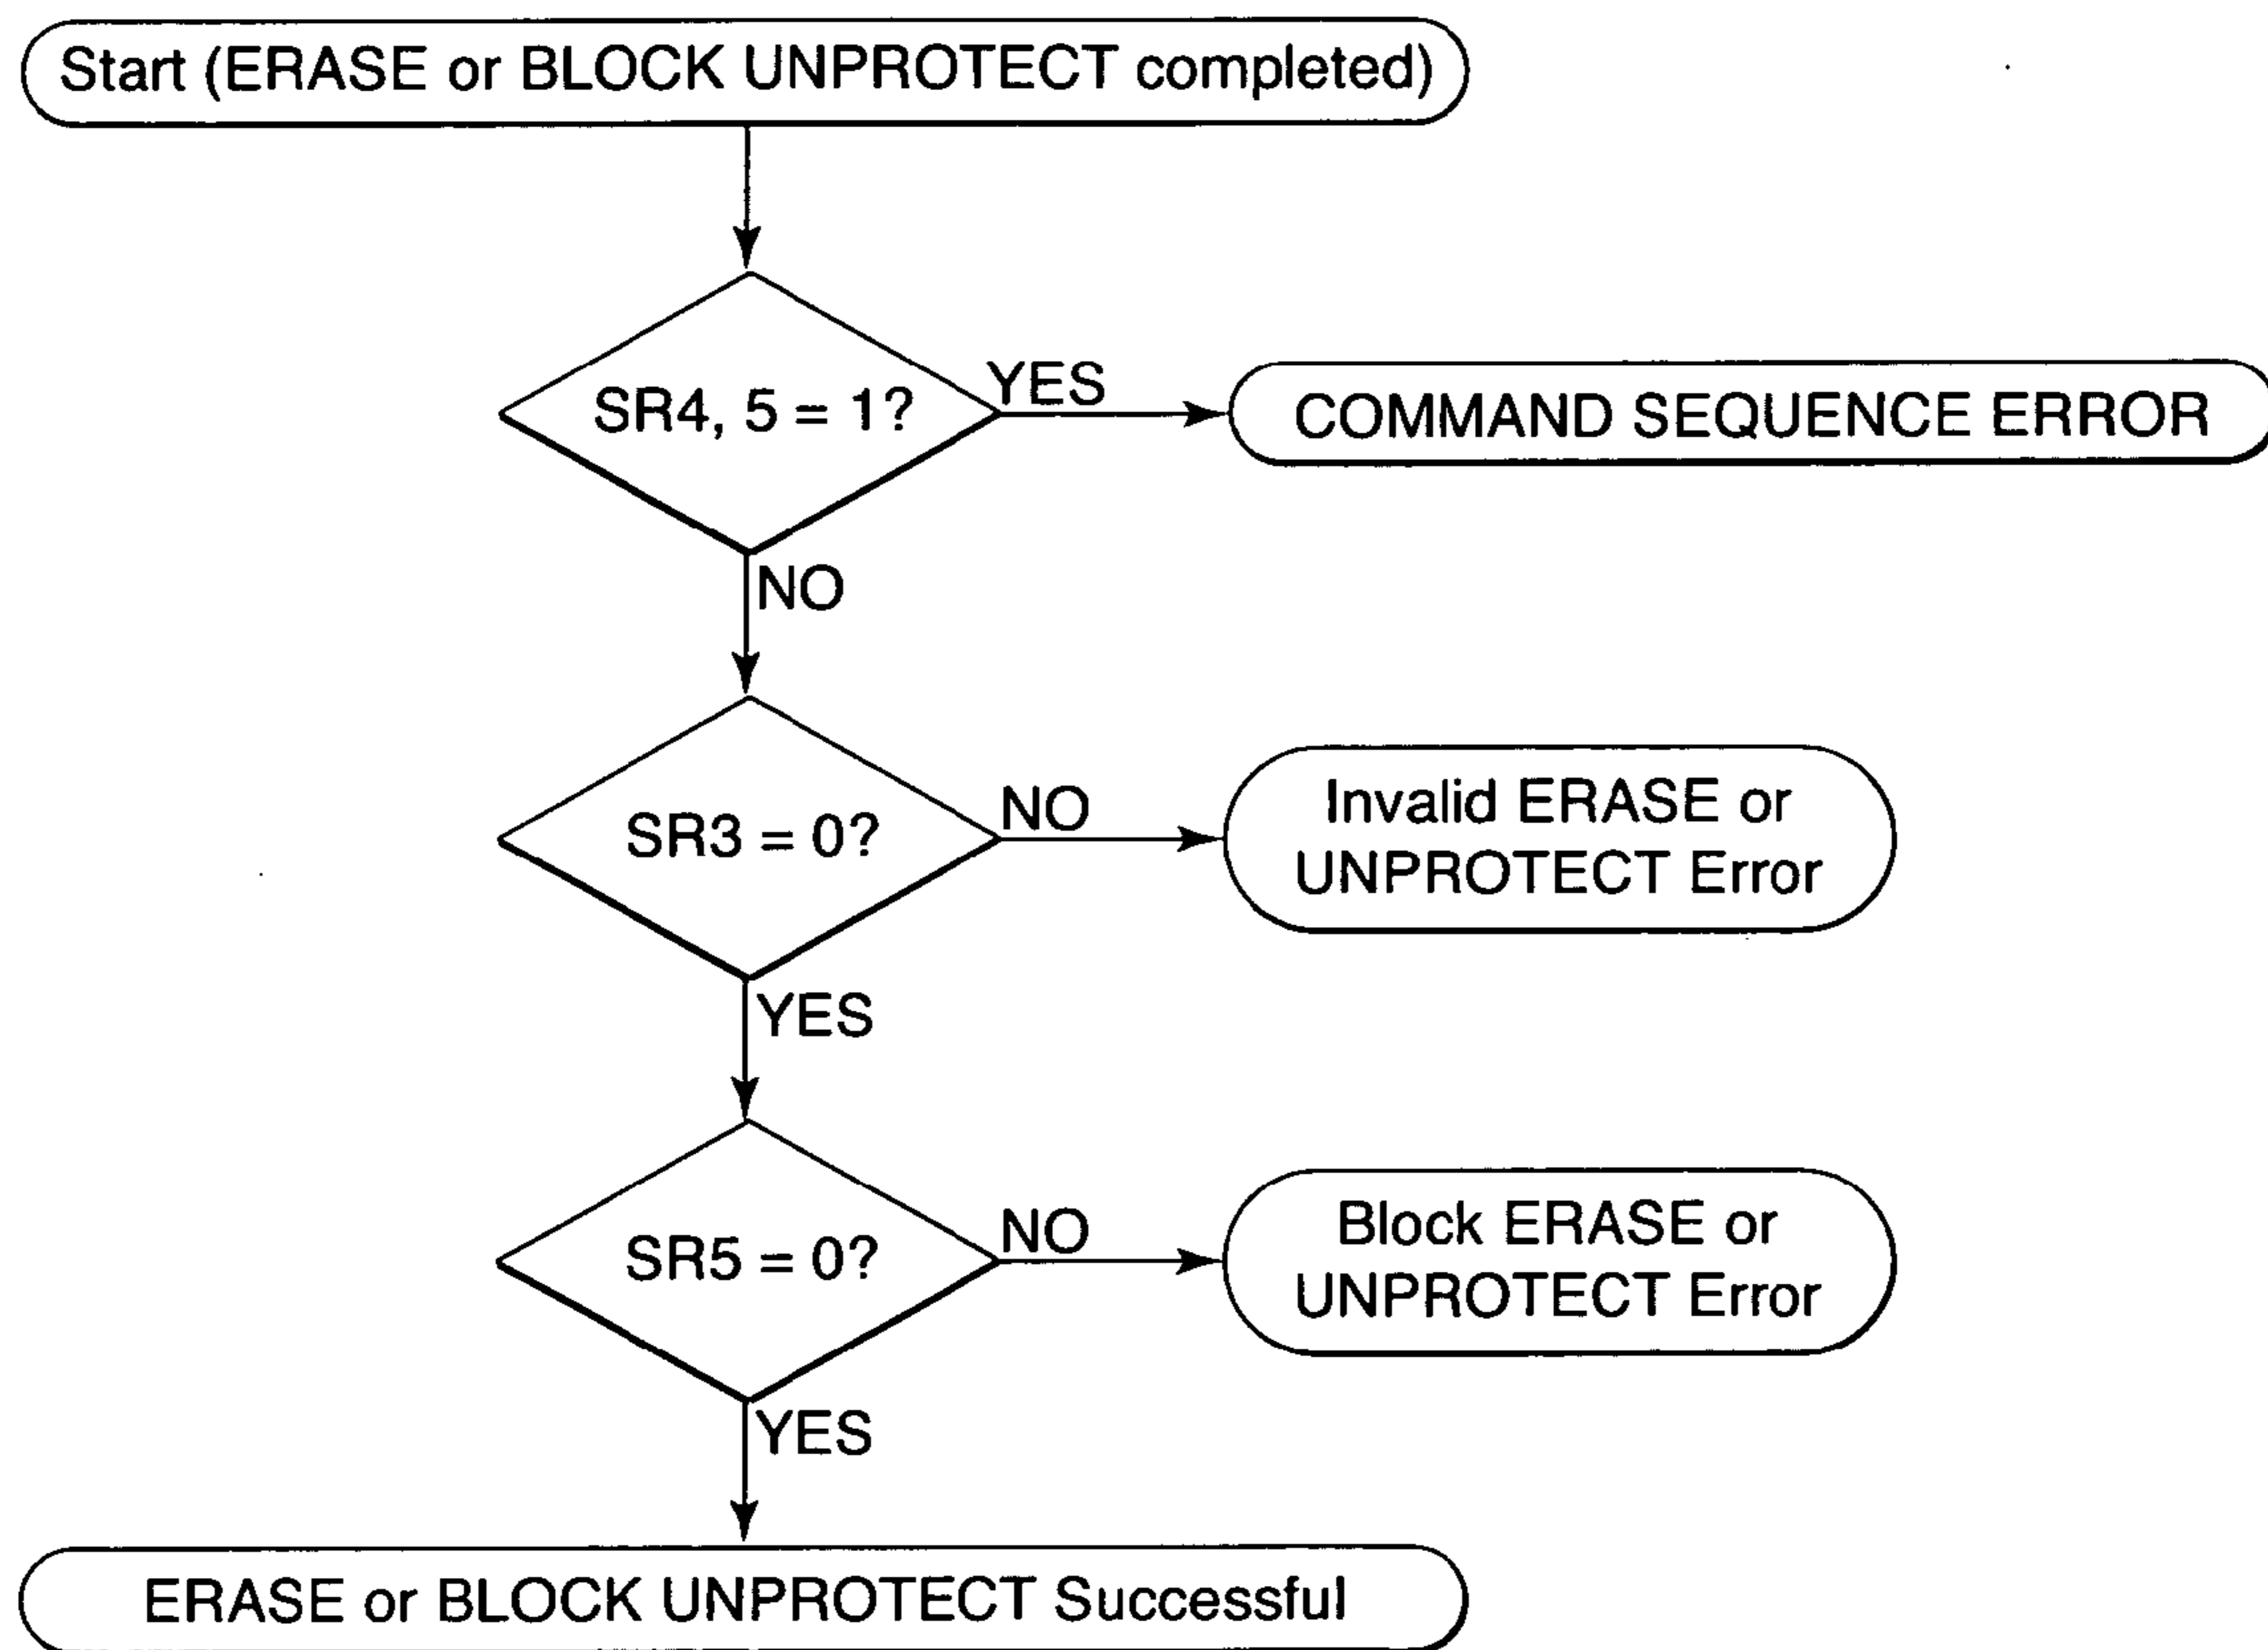 Start (ERASE or BLOCK UNPROTECT completed)
SR4, 5 = 1?
YES
COMMAND SEQUENCE ERROR
NO
SR3 = 0?
NO
Invalid ERASE or
UNPROTECT Error
YES
SR5 = 0?
NO
Block ERASE or
UNPROTECT Error
YES
ERASE or BLOCK UNPROTECT Successful